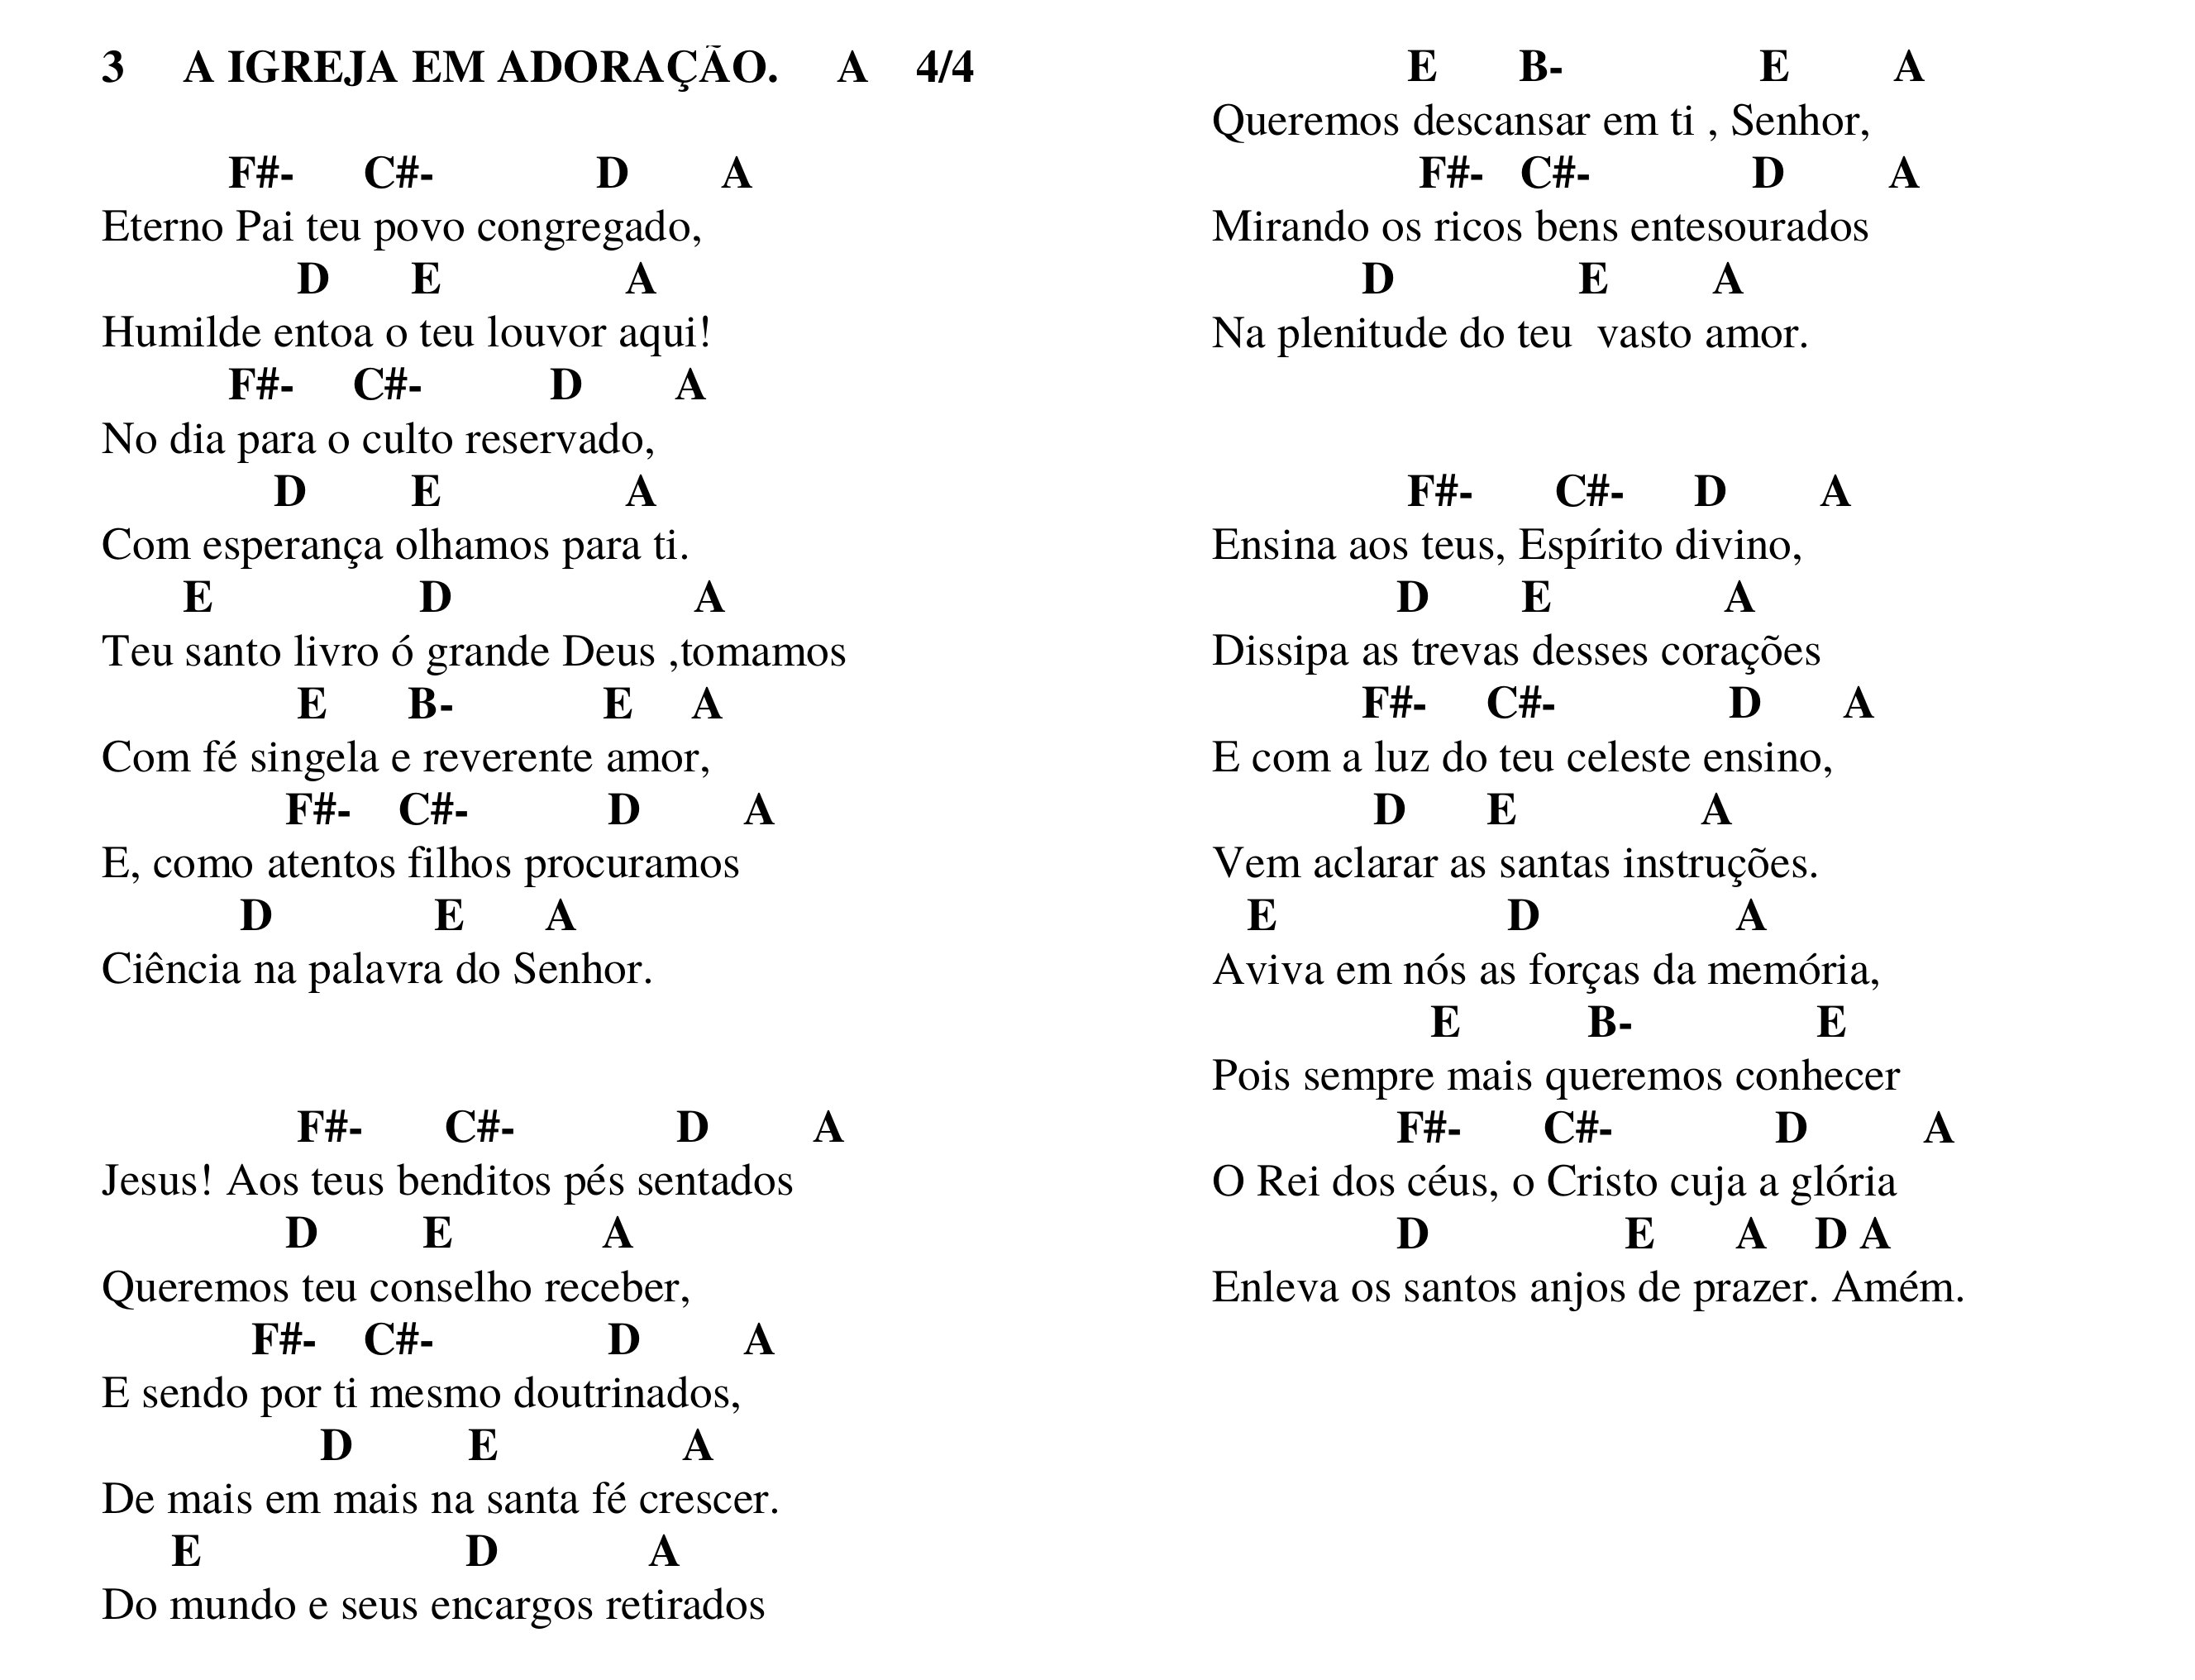 3 A IGREJA EM ADORAÇÃO. A 4/4
F#- C#- D A
Eterno Pai teu povo congregado,
D E A
Humilde entoa o teu louvor aqui!
F#- C#- D A
No dia para o culto reservado,
D E A
Com esperança olhamos para ti.
E D A
Teu santo livro ó grande Deus ,tomamos
E B- E A
Com fé singela e reverente amor,
F#- C#- D A
E, como atentos filhos procuramos
D E A
Ciência na palavra do Senhor.
F#- C#- D A
Jesus! Aos teus benditos pés sentados
D E A
Queremos teu conselho receber,
F#- C#- D A
E sendo por ti mesmo doutrinados,
D E A
De mais em mais na santa fé crescer.
E D A
Do mundo e seus encargos retirados
E B- E A
Queremos descansar em ti , Senhor,
F#- C#- D A
Mirando os ricos bens entesourados
D E A
Na plenitude do teu vasto amor.
F#- C#- D A
Ensina aos teus, Espírito divino,
D E A
Dissipa as trevas desses corações
F#- C#- D A
E com a luz do teu celeste ensino,
D E A
Vem aclarar as santas instruções.
E D A
Aviva em nós as forças da memória,
E B- E
Pois sempre mais queremos conhecer
F#- C#- D A
O Rei dos céus, o Cristo cuja a glória
D E A D A
Enleva os santos anjos de prazer. Amém.